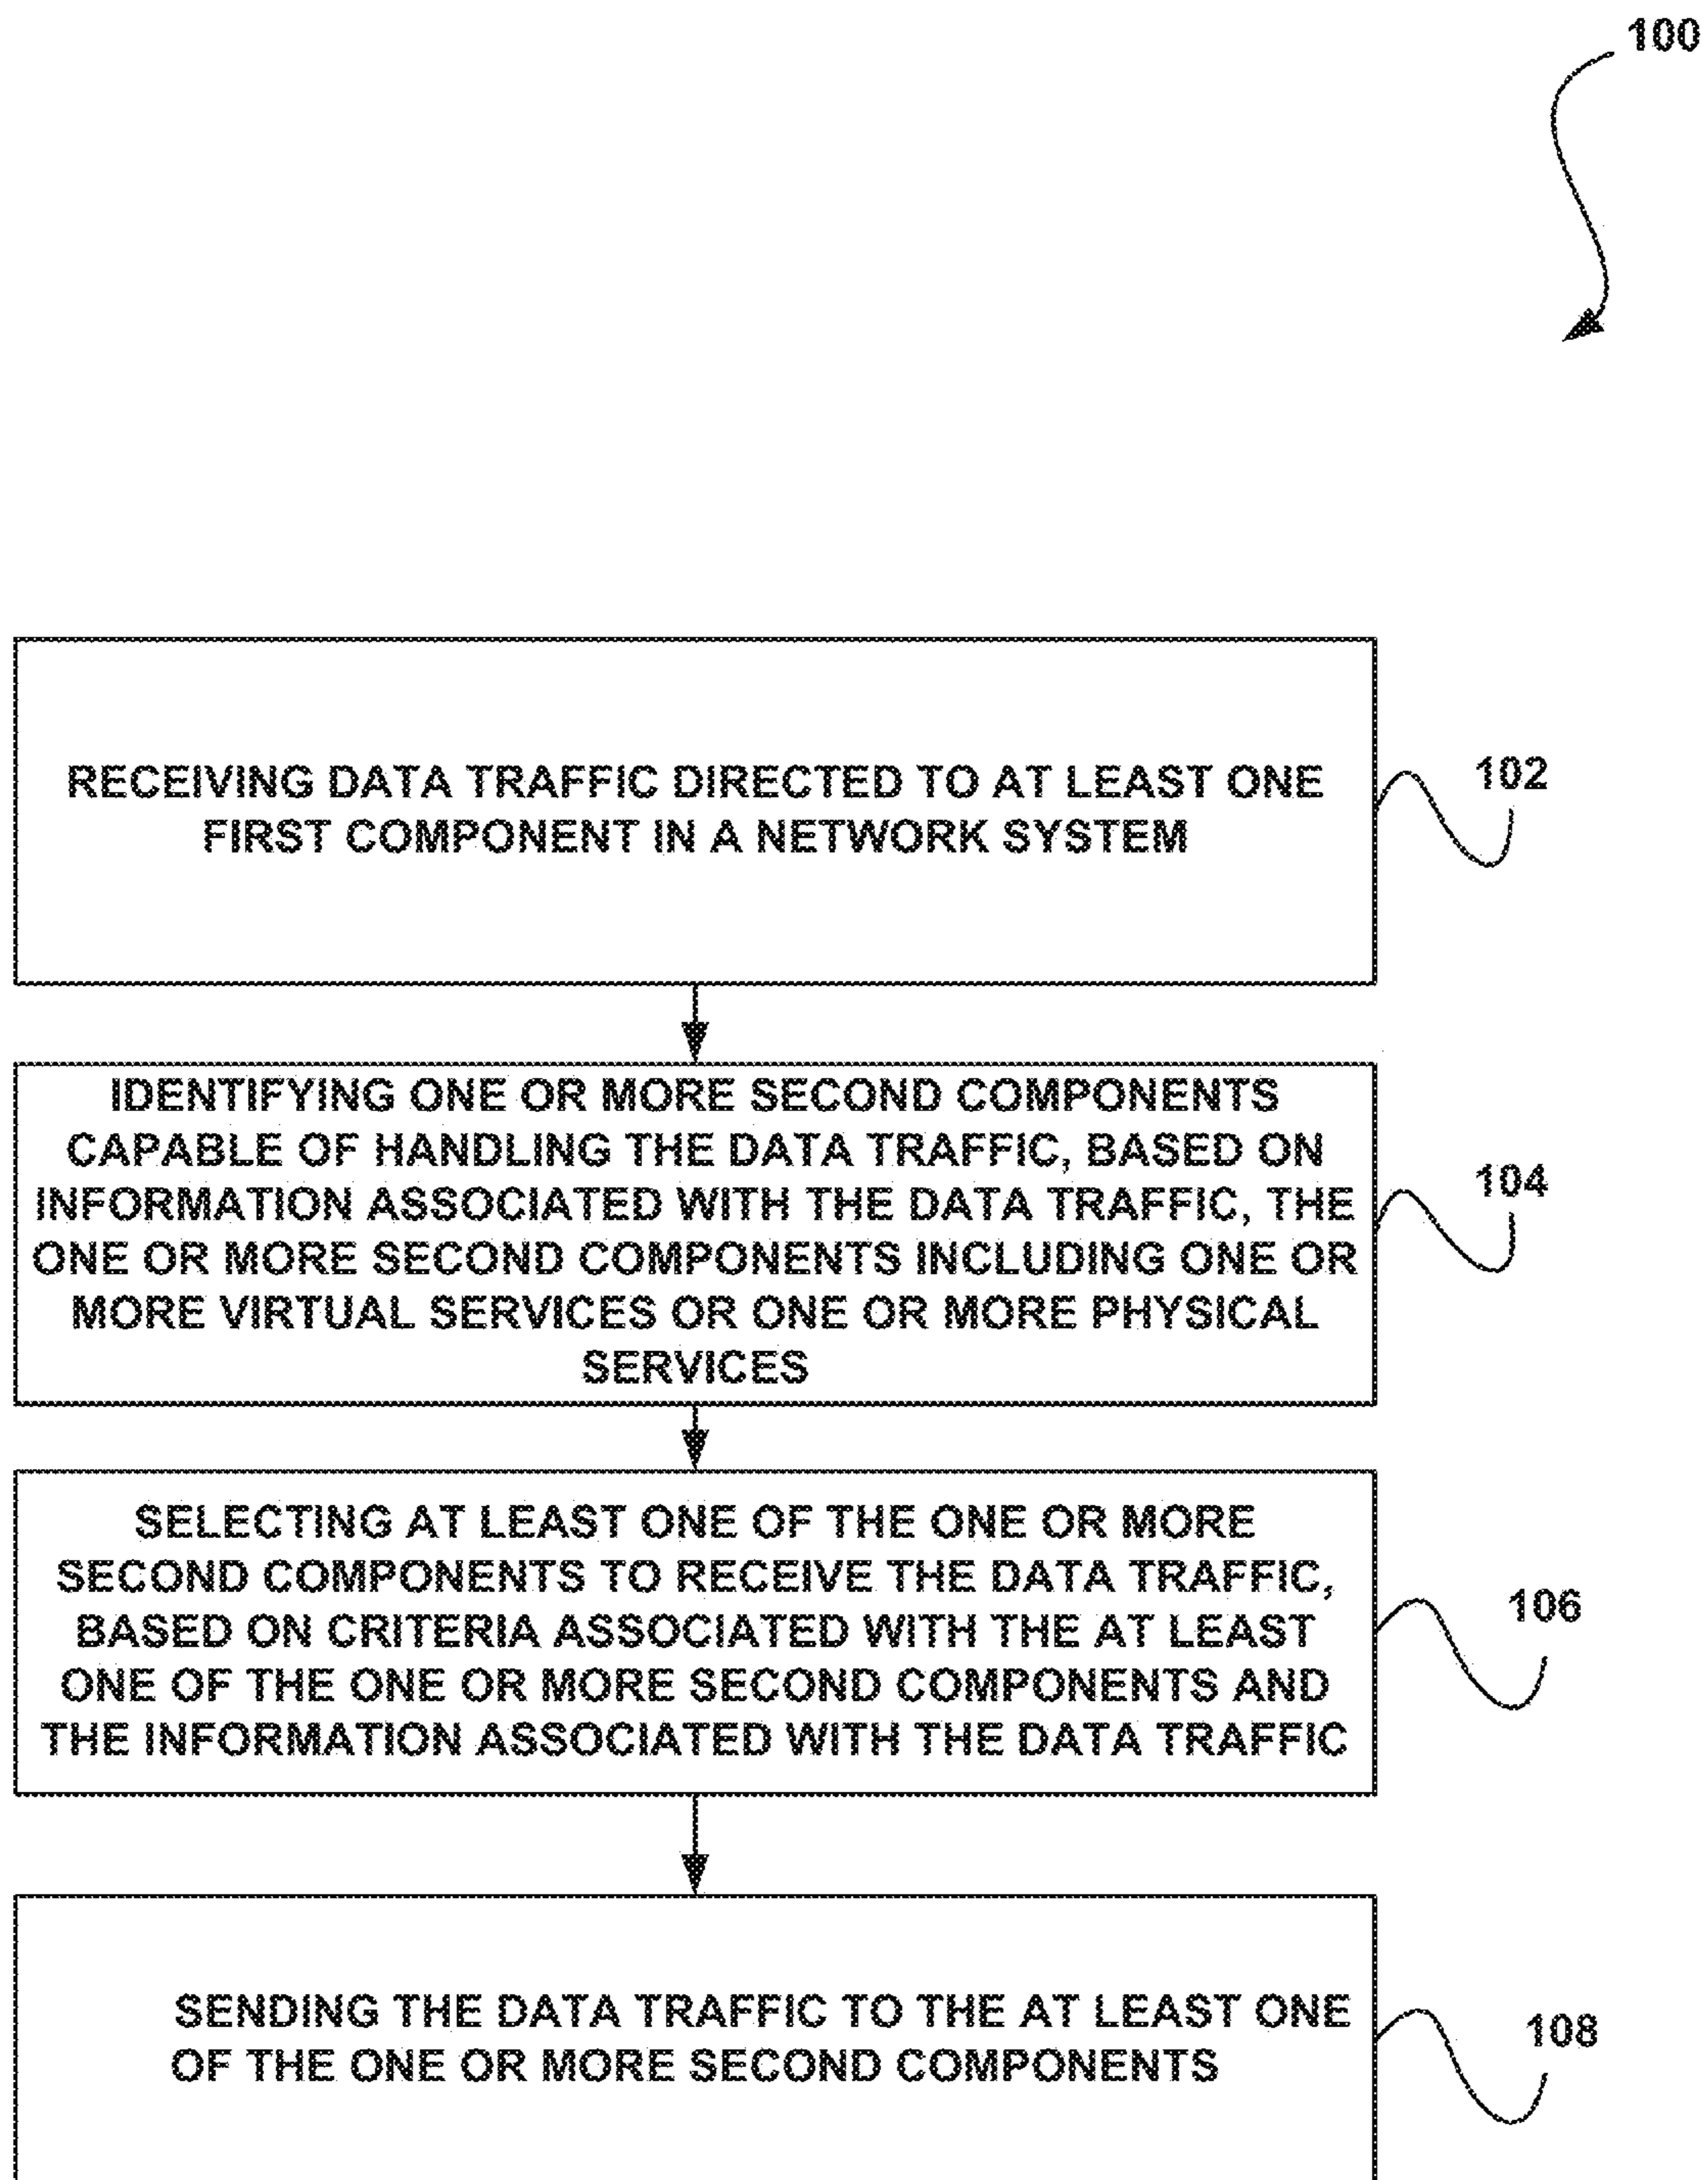 100
RECEIVING DATA TRAFFIC DIRECTED TO AT LEAST ONE
FIRST COMPONENT IN A NETWORK SYSTEM
102
IDENTIFYING ONE OR MORE SECOND COMPONENTS
CAPABLE OF HANDLING THE DATA TRAFFIC, BASED ON
INFORMATION ASSOCIATED WITH THE DATA TRAFFIC, THE
ONE OR MORE SECOND COMPONENTS INCLUDING ONE OR
MORE VIRTUAL SERVICES OR ONE OR MORE PHYSICAL
SERVICES
104
SELECTING AT LEAST ONE OF THE ONE OR MORE
SECOND COMPONENTS TO RECEIVE THE DATA TRAFFIC,
BASED ON CRITERIA ASSOCIATED WITH THE AT LEAST
ONE OF THE ONE OR MORE SECOND COMPONENTS AND
THE INFORMATION ASSOCIATED WITH THE DATA TRAFFIC
106
SENDING THE DATA TRAFFIC TO THE AT LEAST ONE
OF THE ONE OR MORE SECOND COMPONENTS
108